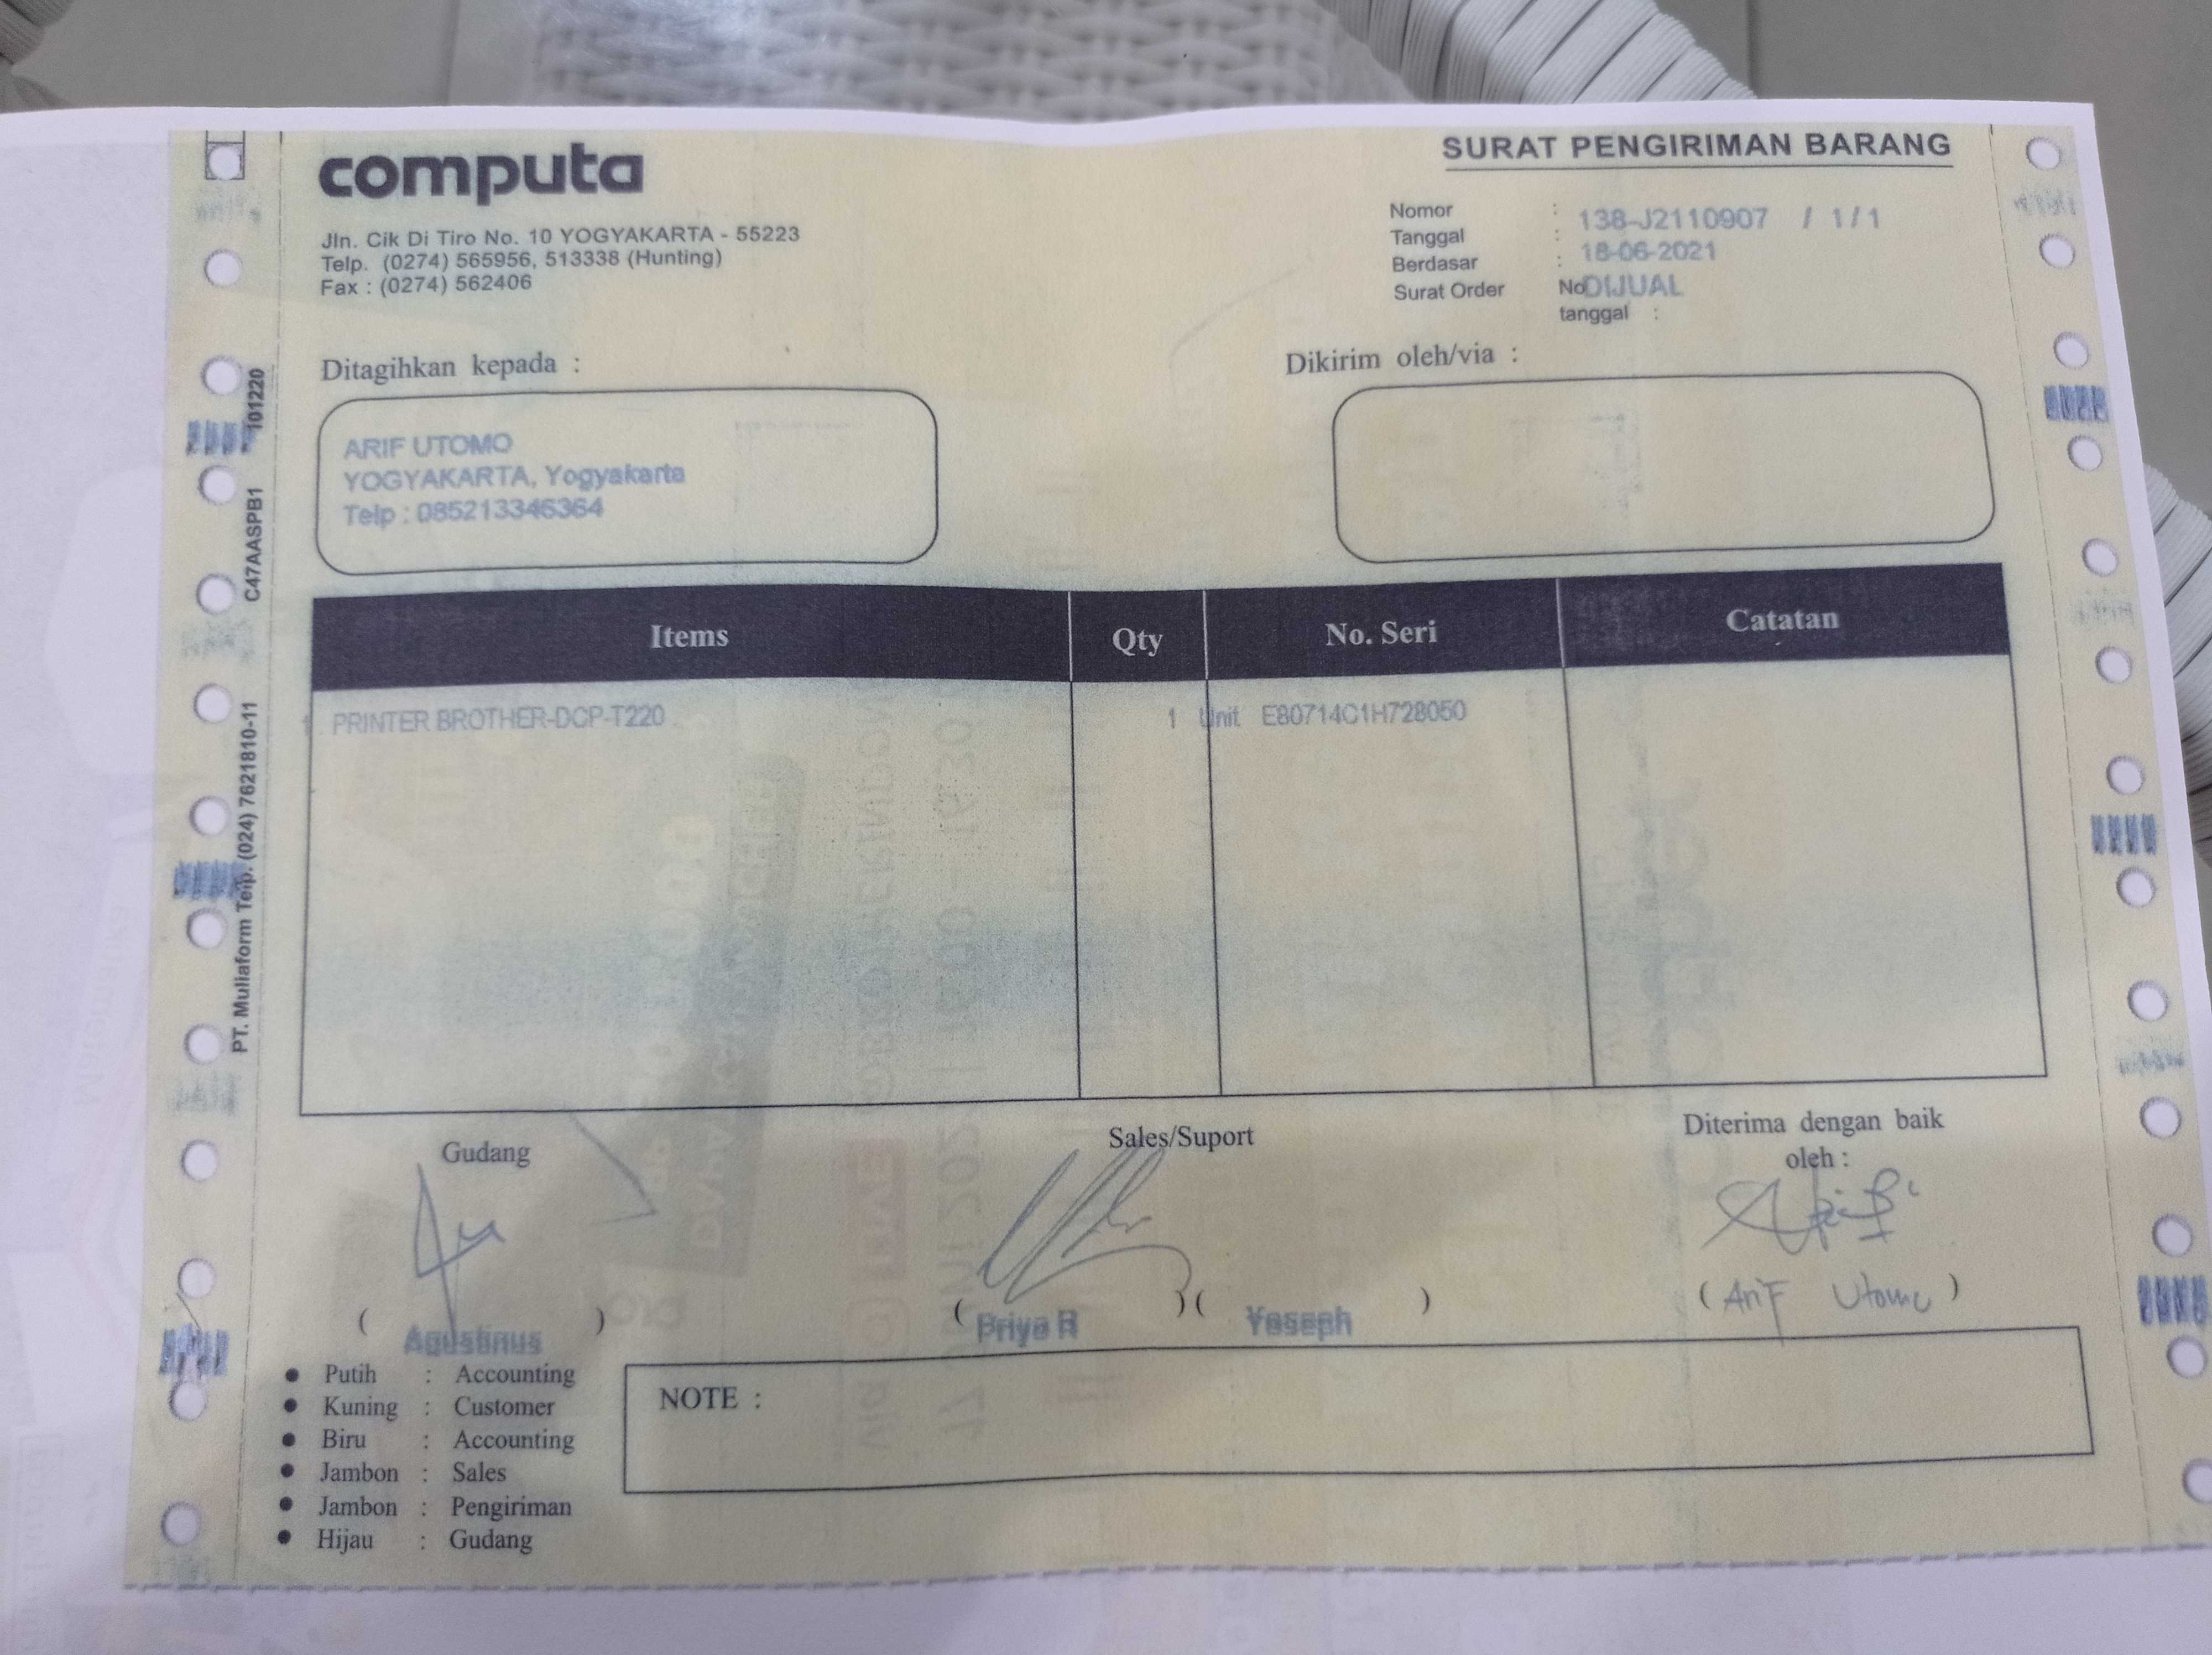 computa
Jln. Cik Di Tiro No. 10 YOGYAKARTA - 55223
Telp. (0274) 565956, 513338 (Hunting)
Fax : (0274) 562406
SURAT PENGIRIMAN BARANG
Nomor : 138-J2110907 / 1/1
Tanggal : 18-06-2021
Berdasar :
Surat Order No DIJUAL
tanggal :
Ditagihkan kepada :
ARIF UTOMO
YOGYAKARTA, Yogyakarta
Telp : 085213346364
Dikirim oleh/via :
Items Qty No. Seri Catatan
PRINTER BROTHER-DCP-T220 1 Unit E80714C1H728050
Gudang
Sales/Suport
Diterima dengan baik
oleh :
( Agustinus )
( Priya R ) ( Yoseph )
( Arif Utomo )
Putih : Accounting
Kuning : Customer
Biru : Accounting
Jambon : Sales
Jambon : Pengiriman
Hijau : Gudang
NOTE :
PT. Muliaform Telp. (024) 7621810-11 C47AASPB1 101220